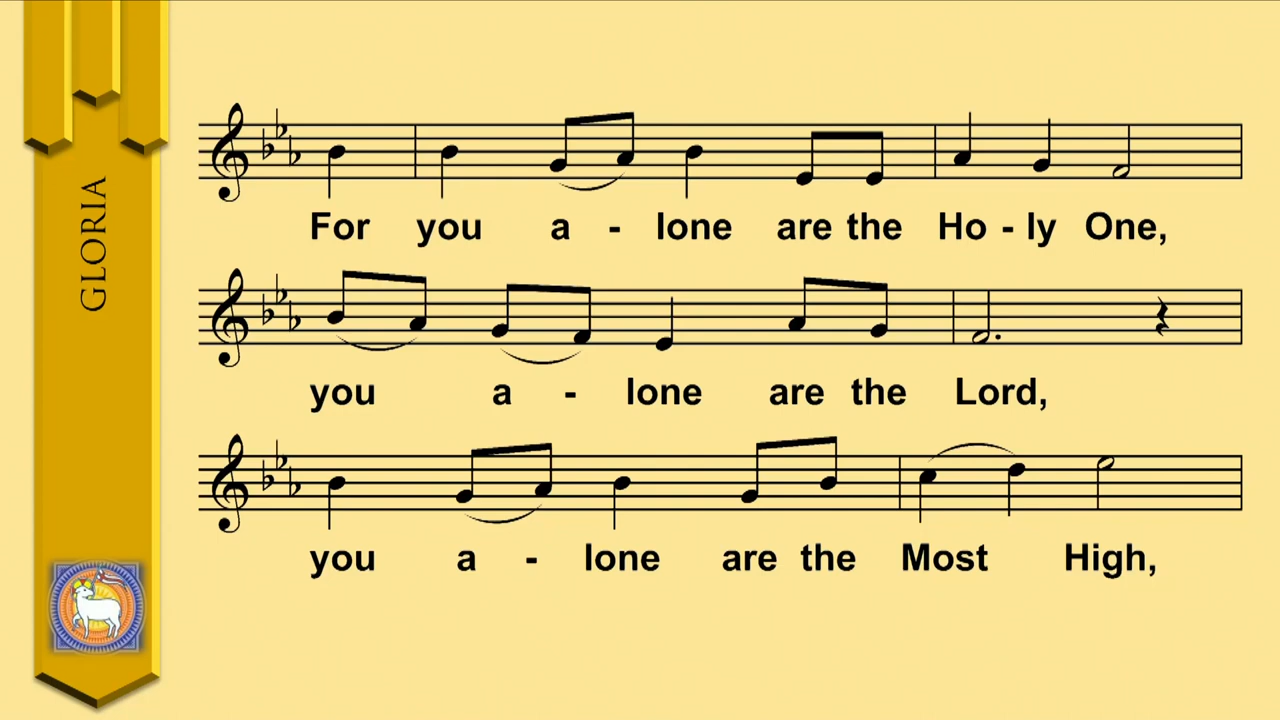 GLORIA
For you a - lone are the Ho - ly One,
you a - lone are the Lord,
you a - lone are the Most High,